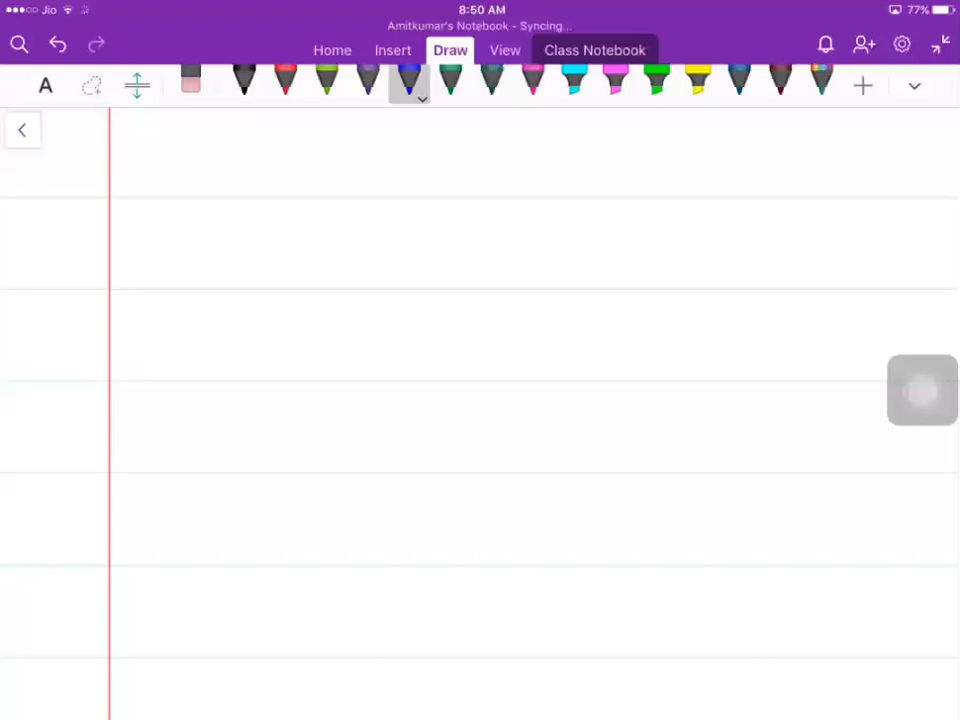 Jio 8:50 AM 77%
Amitkumar's Notebook - Syncing...
Home Insert Draw View Class Notebook
A